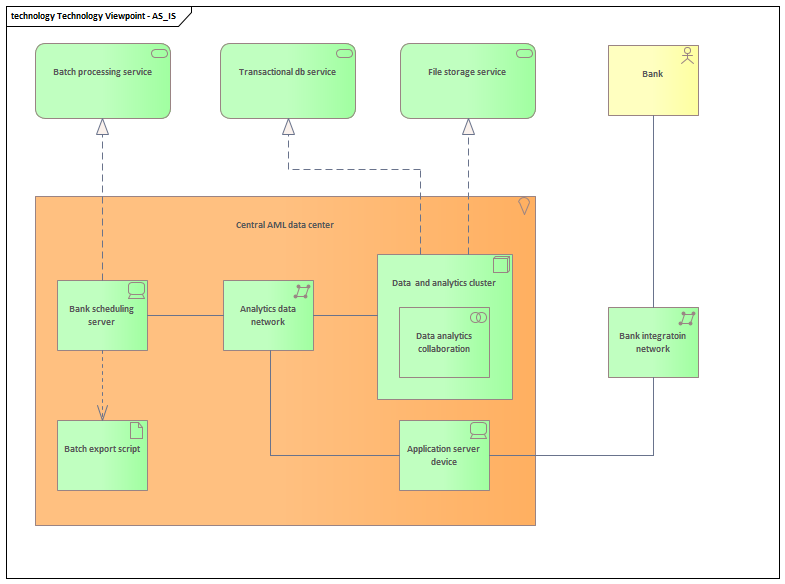 technology Technology Viewpoint - AS_IS
Batch processing service
Transactional db service
File storage service
Bank
Central AML data center
Data and analytics cluster
Bank scheduling
server
Analytics data
network
Data analytics
collaboration
Bank integratoin
network
Batch export script
Application server
device